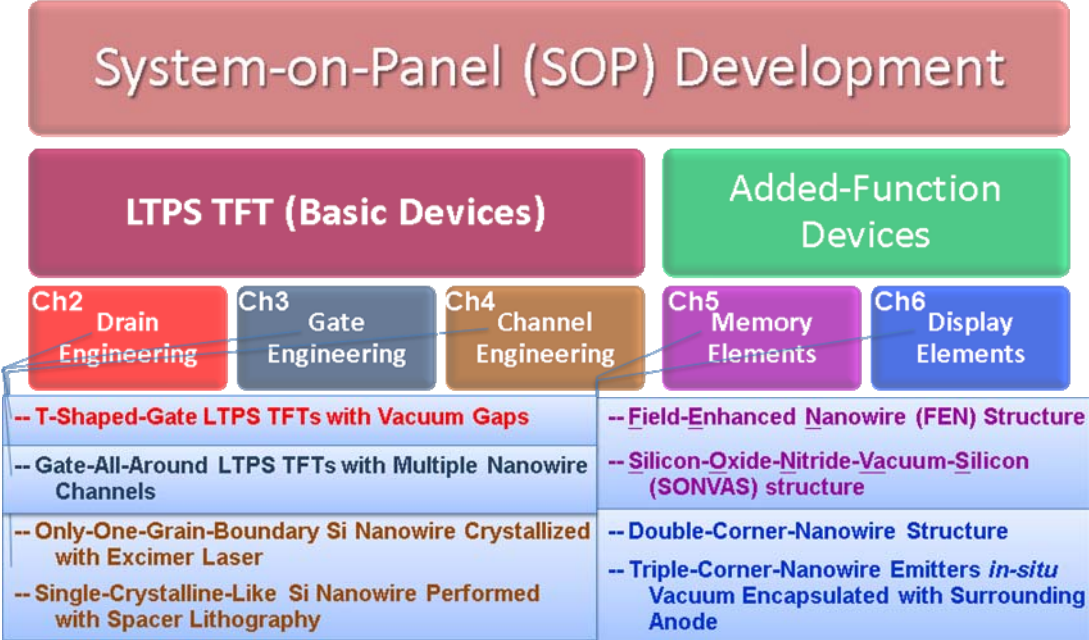 System-on-Panel (SOP) Development
LTPS TFT (Basic Devices)
Added-Function
Devices
Ch2
Drain
Engineering
Ch3
Gate
Engineering
Ch4
Channel
Engineering
Ch5
Memory
Elements
Ch6
Display
Elements
-- T-Shaped-Gate LTPS TFTs with Vacuum Gaps
-- Gate-All-Around LTPS TFTs with Multiple Nanowire
Channels
-- Only-One-Grain-Boundary Si Nanowire Crystallized
with Excimer Laser
-- Single-Crystalline-Like Si Nanowire Performed
with Spacer Lithography
-- Field-Enhanced Nanowire (FEN) Structure
-- Silicon-Oxide-Nitride-Vacuum-Silicon
(SONVAS) structure
-- Double-Corner-Nanowire Structure
-- Triple-Corner-Nanowire Emitters in-situ
Vacuum Encapsulated with Surrounding
Anode